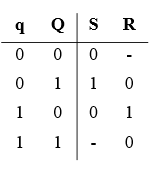 q Q S R
0 0 0 -
0 1 1 0
1 0 0 1
1 1 - 0